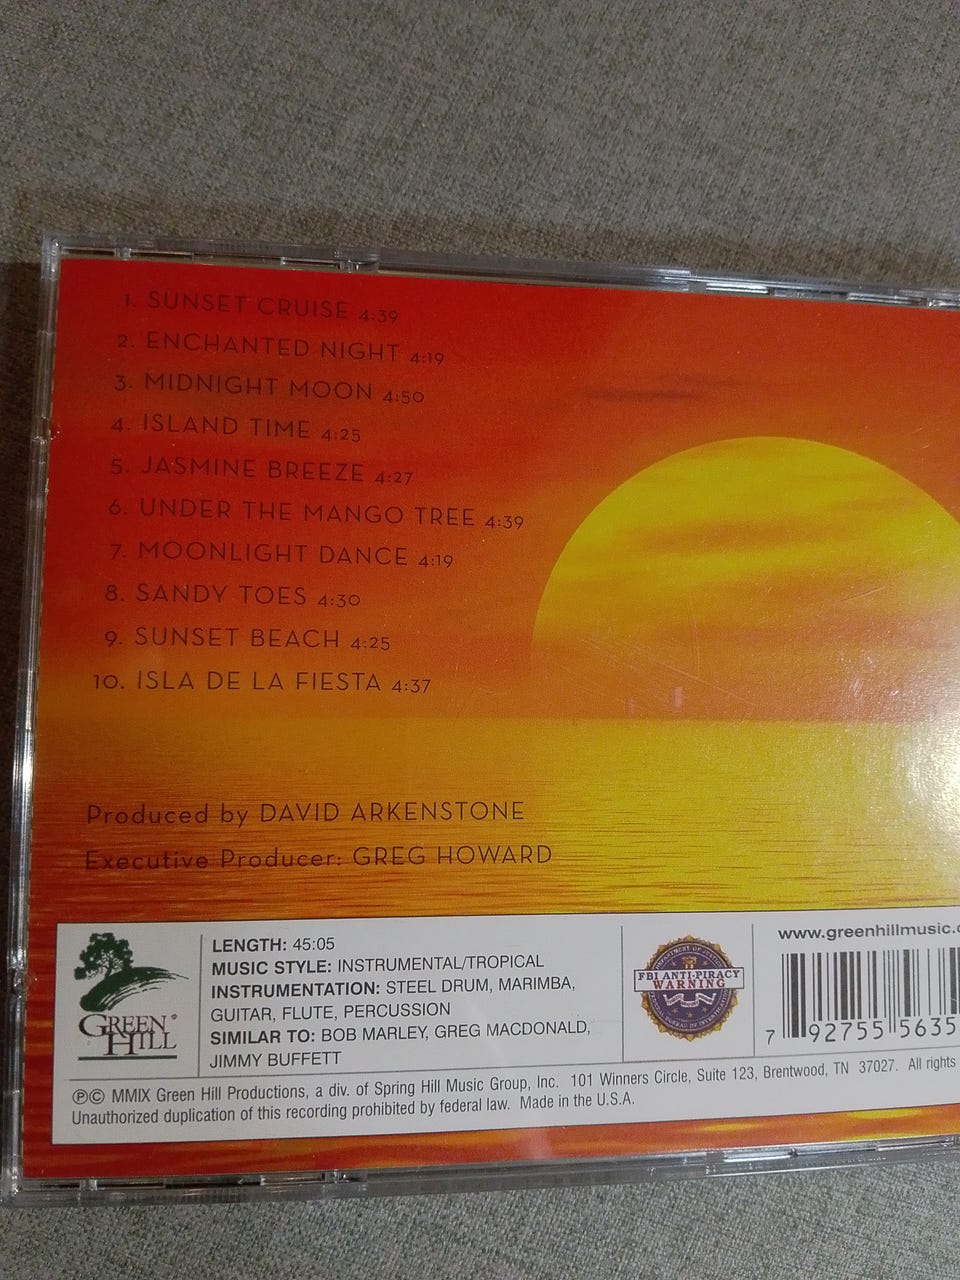 1. SUNSET CRUISE 4:39
2. ENCHANTED NIGHT 4:19
3. MIDNIGHT MOON 4:50
4. ISLAND TIME 4:25
5. JASMINE BREEZE 4:27
6. UNDER THE MANGO TREE 4:39
7. MOONLIGHT DANCE 4:19
8. SANDY TOES 4:30
9. SUNSET BEACH 4:25
10. ISLA DE LA FIESTA 4:37
Produced by DAVID ARKENSTONE
Executive Producer: GREG HOWARD
GREEN HILL®
LENGTH: 45:05
MUSIC STYLE: INSTRUMENTAL/TROPICAL
INSTRUMENTATION: STEEL DRUM, MARIMBA,
GUITAR, FLUTE, PERCUSSION
SIMILAR TO: BOB MARLEY, GREG MACDONALD,
JIMMY BUFFETT
FBI ANTI-PIRACY
WARNING
www.greenhillmusic.c
7 92755 5635
℗© MMIX Green Hill Productions, a div. of Spring Hill Music Group, Inc. 101 Winners Circle, Suite 123, Brentwood, TN 37027. All rights
Unauthorized duplication of this recording prohibited by federal law. Made in the U.S.A.